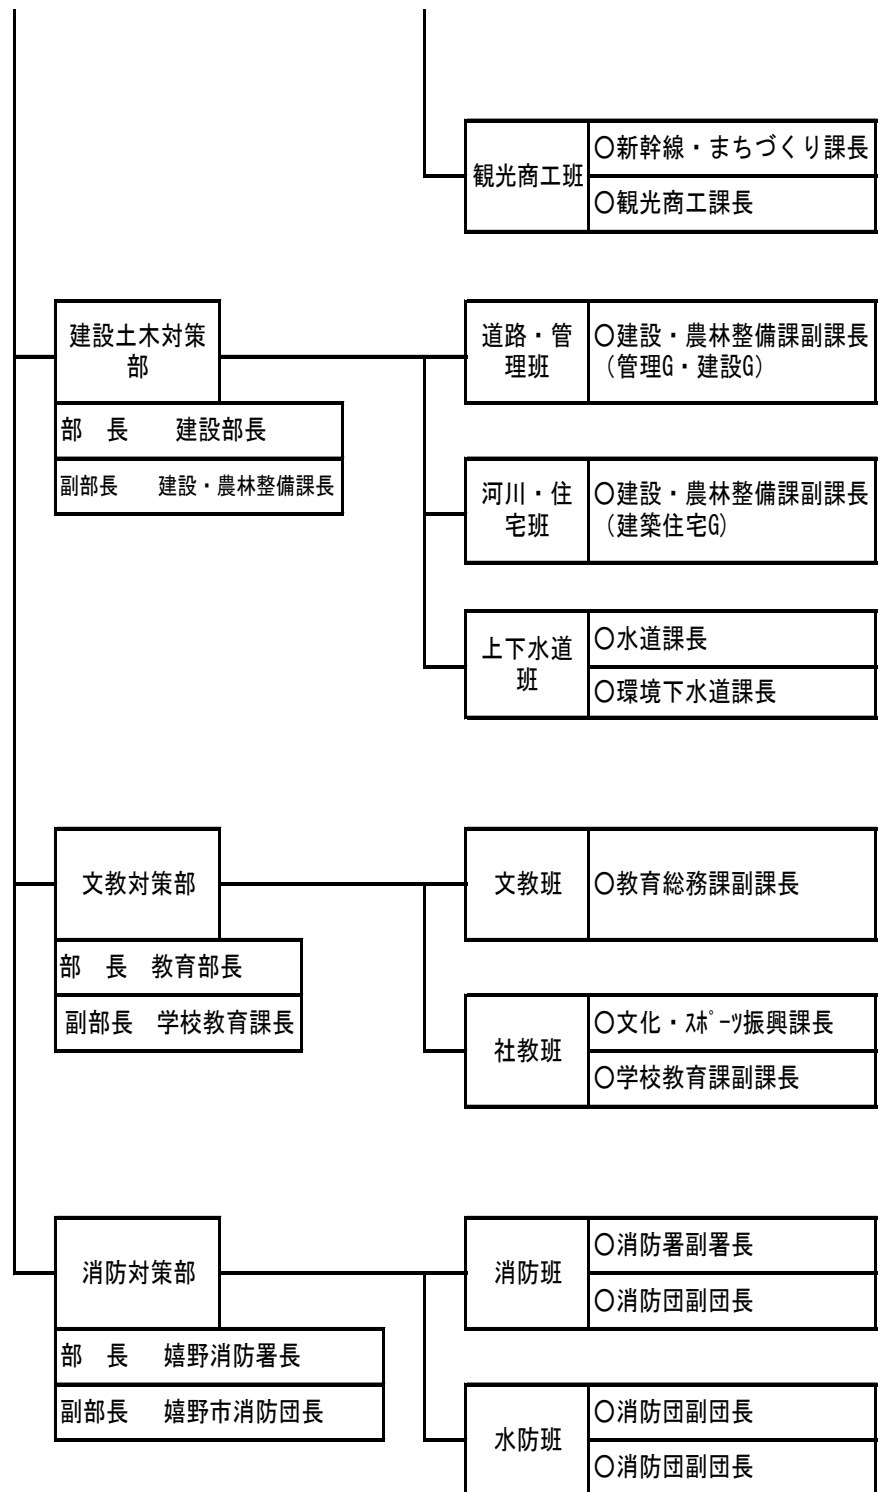 観光商工班
○新幹線・まちづくり課長
○観光商工課長
建設土木対策
部
部　長　　建設部長
副部長　　建設・農林整備課長
道路・管
理班
○建設・農林整備課副課長
（管理G・建設G）
河川・住
宅班
○建設・農林整備課副課長
（建築住宅G）
上下水道
班
○水道課長
○環境下水道課長
文教対策部
部　長　教育部長
副部長　学校教育課長
文教班
○教育総務課副課長
社教班
○文化・ｽﾎﾟｰﾂ振興課長
○学校教育課副課長
消防対策部
部　長　　嬉野消防署長
副部長　　嬉野市消防団長
消防班
○消防署副署長
○消防団副団長
水防班
○消防団副団長
○消防団副団長